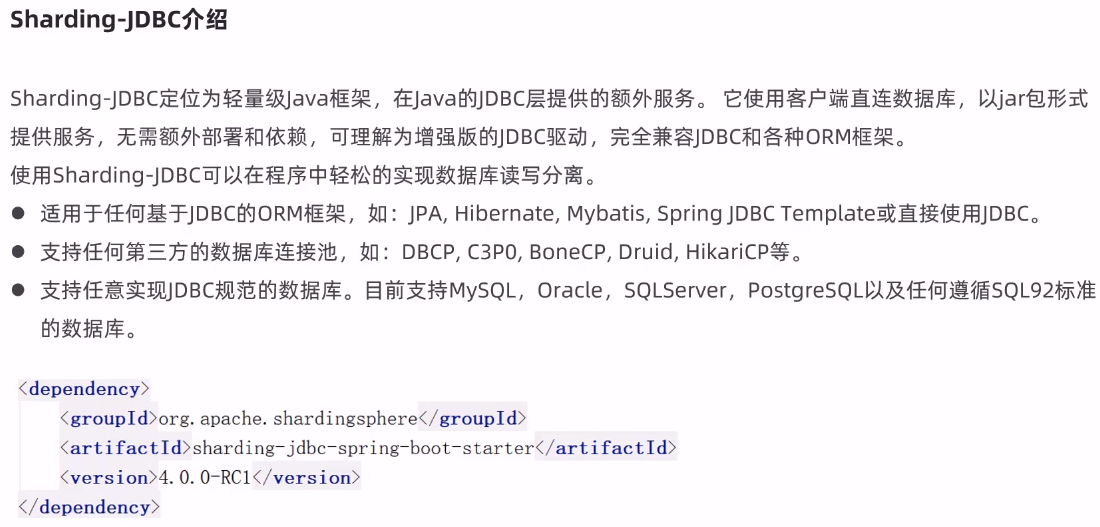 Sharding-JDBC介绍
Sharding-JDBC定位为轻量级Java框架，在Java的JDBC层提供的额外服务。 它使用客户端直连数据库，以jar包形式
提供服务，无需额外部署和依赖，可理解为增强版的JDBC驱动，完全兼容JDBC和各种ORM框架。
使用Sharding-JDBC可以在程序中轻松的实现数据库读写分离。
● 适用于任何基于JDBC的ORM框架，如：JPA, Hibernate, Mybatis, Spring JDBC Template或直接使用JDBC。
● 支持任何第三方的数据库连接池，如：DBCP, C3P0, BoneCP, Druid, HikariCP等。
● 支持任意实现JDBC规范的数据库。目前支持MySQL，Oracle，SQLServer，PostgreSQL以及任何遵循SQL92标准
的数据库。
<dependency>
<groupId>org.apache.shardingsphere</groupId>
<artifactId>sharding-jdbc-spring-boot-starter</artifactId>
<version>4.0.0-RC1</version>
</dependency>